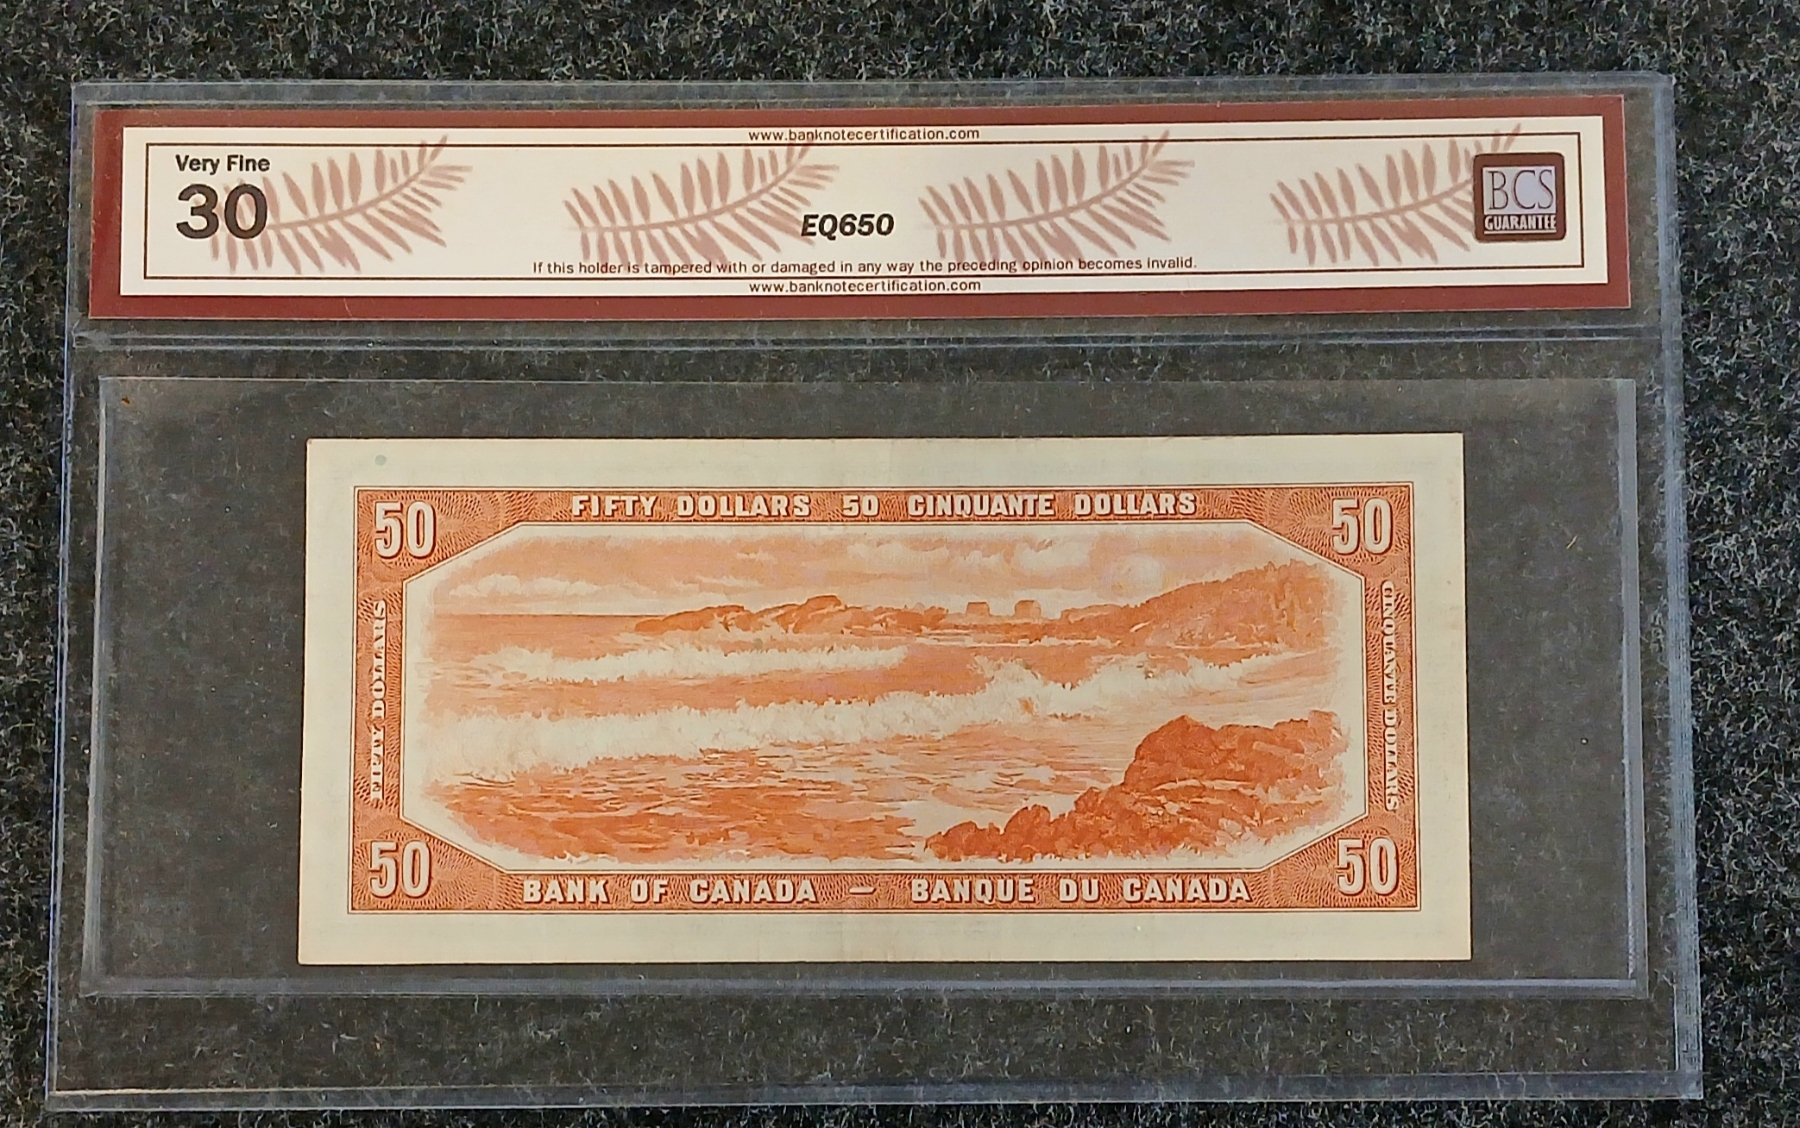 www.banknotecertification.com
Very Fine
30
EQ650
BCS
GUARANTEE
If this holder is tampered with or damaged in any way the preceding opinion becomes invalid.
www.banknotecertification.com
50 FIFTY DOLLARS 50 CINQUANTE DOLLARS 50
FIFTY DOLLARS
CINQUANTE DOLLARS
50 BANK OF CANADA — BANQUE DU CANADA 50